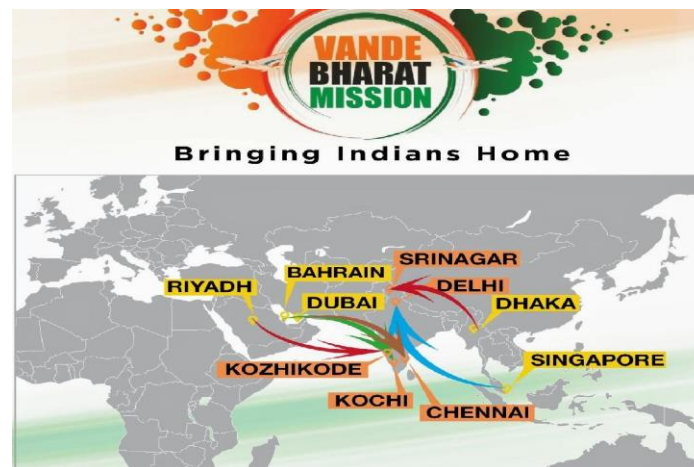 VANDE
BHARAT
MISSION
Bringing Indians Home
SRINAGAR
BAHRAIN
RIYADH
DELHI
DUBAI
DHAKA
SINGAPORE
KOZHIKODE
KOCHI
CHENNAI